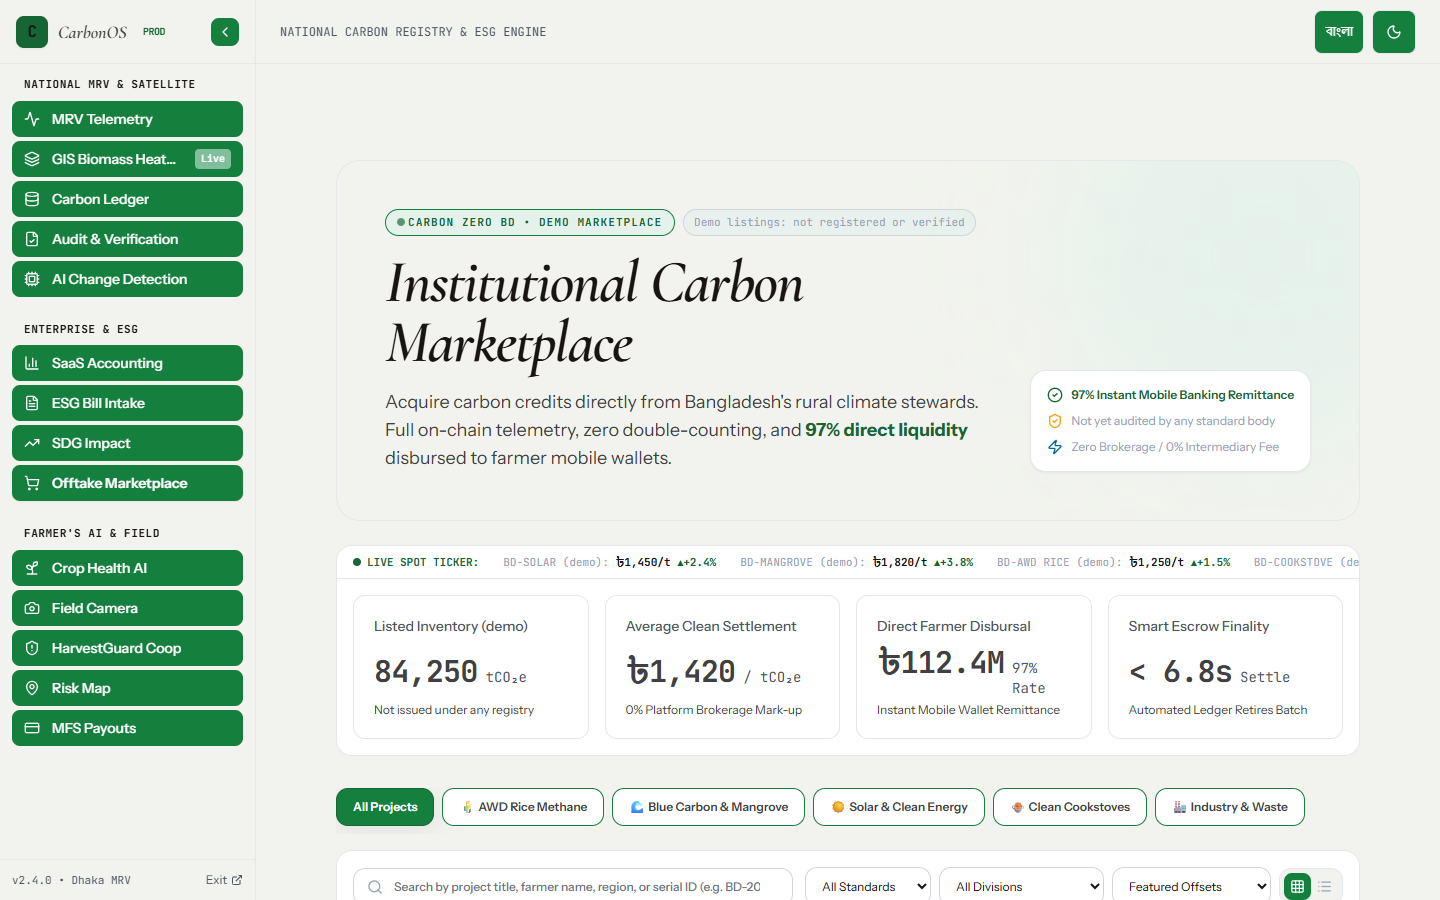 C CarbonOS PROD
NATIONAL CARBON REGISTRY & ESG ENGINE
বাংলা
NATIONAL MRV & SATELLITE
MRV Telemetry
GIS Biomass Heat... Live
Carbon Ledger
Audit & Verification
AI Change Detection
ENTERPRISE & ESG
SaaS Accounting
ESG Bill Intake
SDG Impact
Offtake Marketplace
FARMER'S AI & FIELD
Crop Health AI
Field Camera
HarvestGuard Coop
Risk Map
MFS Payouts
v2.4.0 • Dhaka MRV Exit
CARBON ZERO BD • DEMO MARKETPLACE
Demo listings: not registered or verified
Institutional Carbon
Marketplace
Acquire carbon credits directly from Bangladesh's rural climate stewards.
Full on-chain telemetry, zero double-counting, and 97% direct liquidity
disbursed to farmer mobile wallets.
97% Instant Mobile Banking Remittance
Not yet audited by any standard body
Zero Brokerage / 0% Intermediary Fee
LIVE SPOT TICKER: BD-SOLAR (demo): ৳1,450/t ▲+2.4% BD-MANGROVE (demo): ৳1,820/t ▲+3.8% BD-AWD RICE (demo): ৳1,250/t ▲+1.5% BD-COOKSTOVE (de
Listed Inventory (demo)
84,250 tCO₂e
Not issued under any registry
Average Clean Settlement
৳1,420 / tCO₂e
0% Platform Brokerage Mark-up
Direct Farmer Disbursal
৳112.4M 97%
Rate
Instant Mobile Wallet Remittance
Smart Escrow Finality
< 6.8s Settle
Automated Ledger Retires Batch
All Projects
AWD Rice Methane
Blue Carbon & Mangrove
Solar & Clean Energy
Clean Cookstoves
Industry & Waste
Search by project title, farmer name, region, or serial ID (e.g. BD-20
All Standards
All Divisions
Featured Offsets